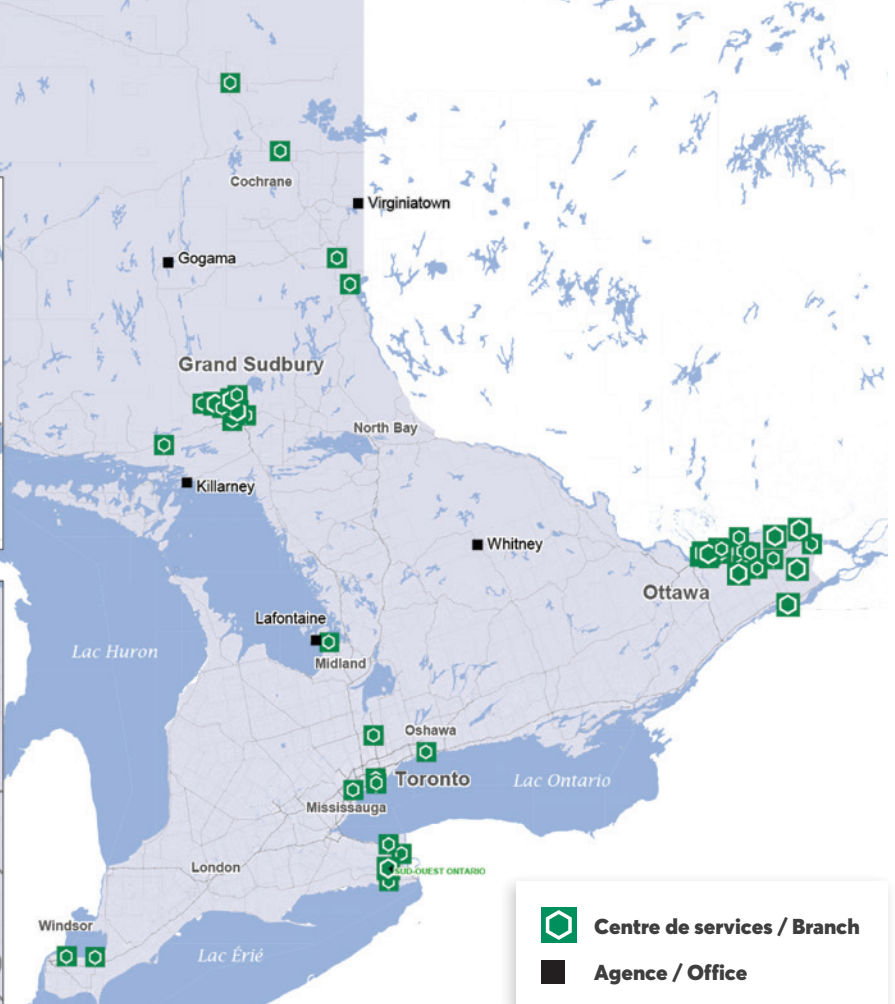 Cochrane
Virginiatown
Gogama
Grand Sudbury
North Bay
Killarney
Whitney
Ottawa
Lafontaine
Lac Huron
Midland
Oshawa
Toronto
Lac Ontario
Mississauga
London
SUD-OUEST ONTARIO
Windsor
Lac Érié
Centre de services / Branch
Agence / Office